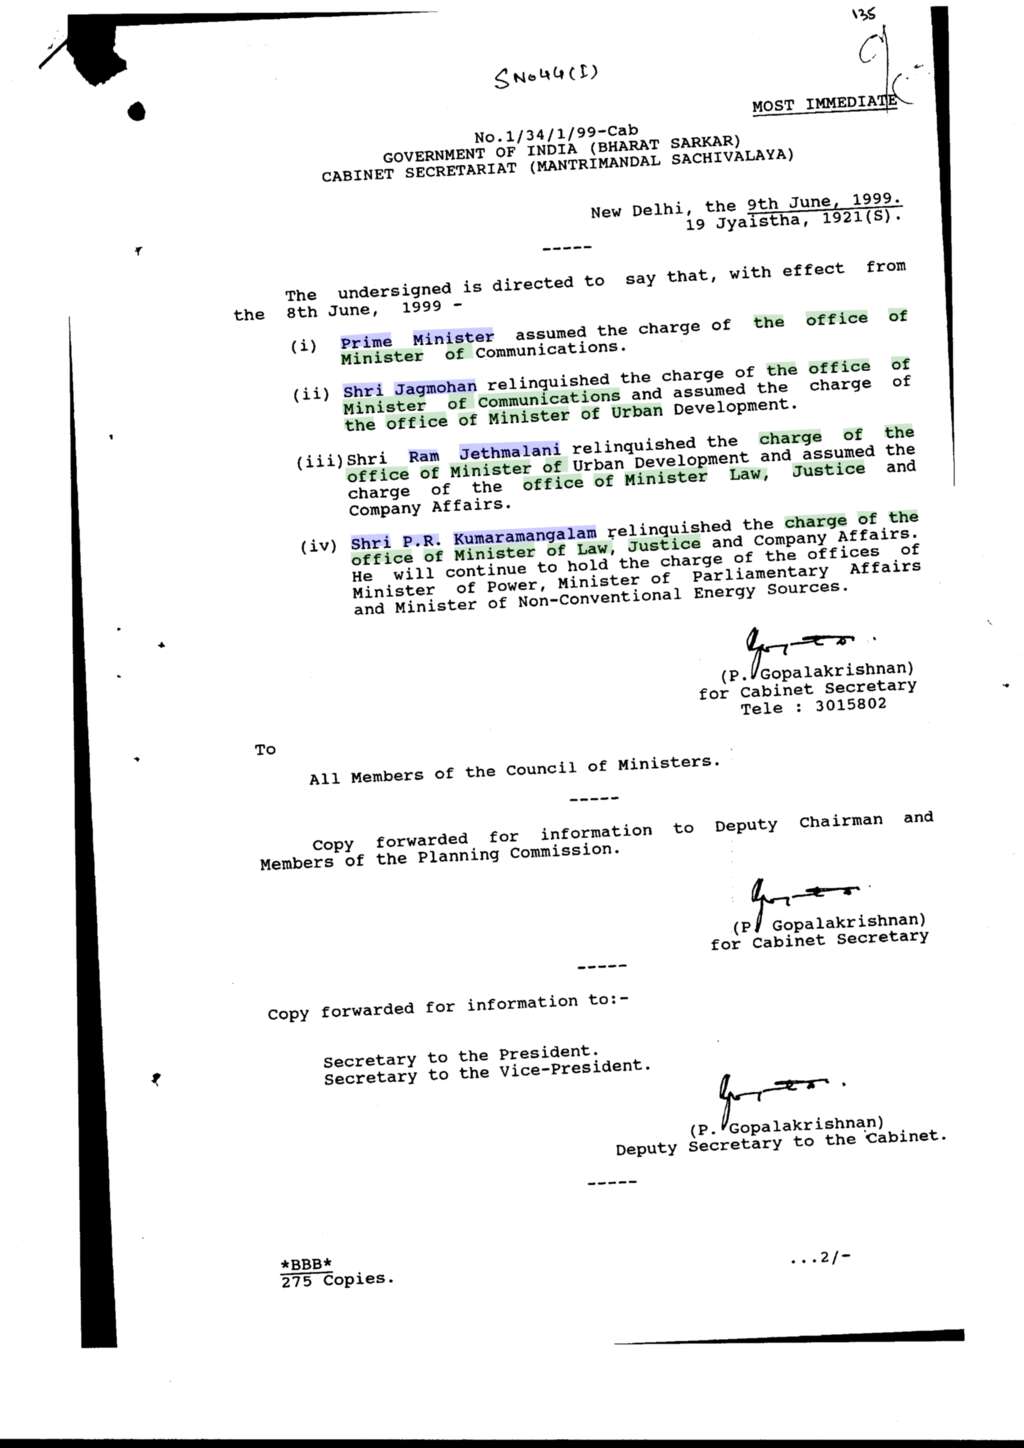 135
SNo44(I)
MOST IMMEDIATE
No.1/34/1/99-Cab
GOVERNMENT OF INDIA (BHARAT SARKAR)
CABINET SECRETARIAT (MANTRIMANDAL SACHIVALAYA)
New Delhi, the 9th June, 1999.
19 Jyaistha, 1921(S).
-----
The undersigned is directed to say that, with effect from
the 8th June, 1999 -
(i) Prime Minister assumed the charge of the office of
Minister of Communications.
(ii) Shri Jagmohan relinquished the charge of the office of
Minister of Communications and assumed the charge of
the office of Minister of Urban Development.
(iii)Shri Ram Jethmalani relinquished the charge of the
office of Minister of Urban Development and assumed the
charge of the office of Minister Law, Justice and
Company Affairs.
(iv) Shri P.R. Kumaramangalam relinquished the charge of the
office of Minister of Law, Justice and Company Affairs.
He will continue to hold the charge of the offices of
Minister of Power, Minister of Parliamentary Affairs
and Minister of Non-Conventional Energy Sources.
(P. Gopalakrishnan)
for Cabinet Secretary
Tele : 3015802
To
All Members of the Council of Ministers.
-----
Copy forwarded for information to Deputy Chairman and
Members of the Planning Commission.
(P. Gopalakrishnan)
for Cabinet Secretary
-----
Copy forwarded for information to:-
Secretary to the President.
Secretary to the Vice-President.
(P. Gopalakrishnan)
Deputy Secretary to the Cabinet.
-----
*BBB*
275 Copies.
...2/-